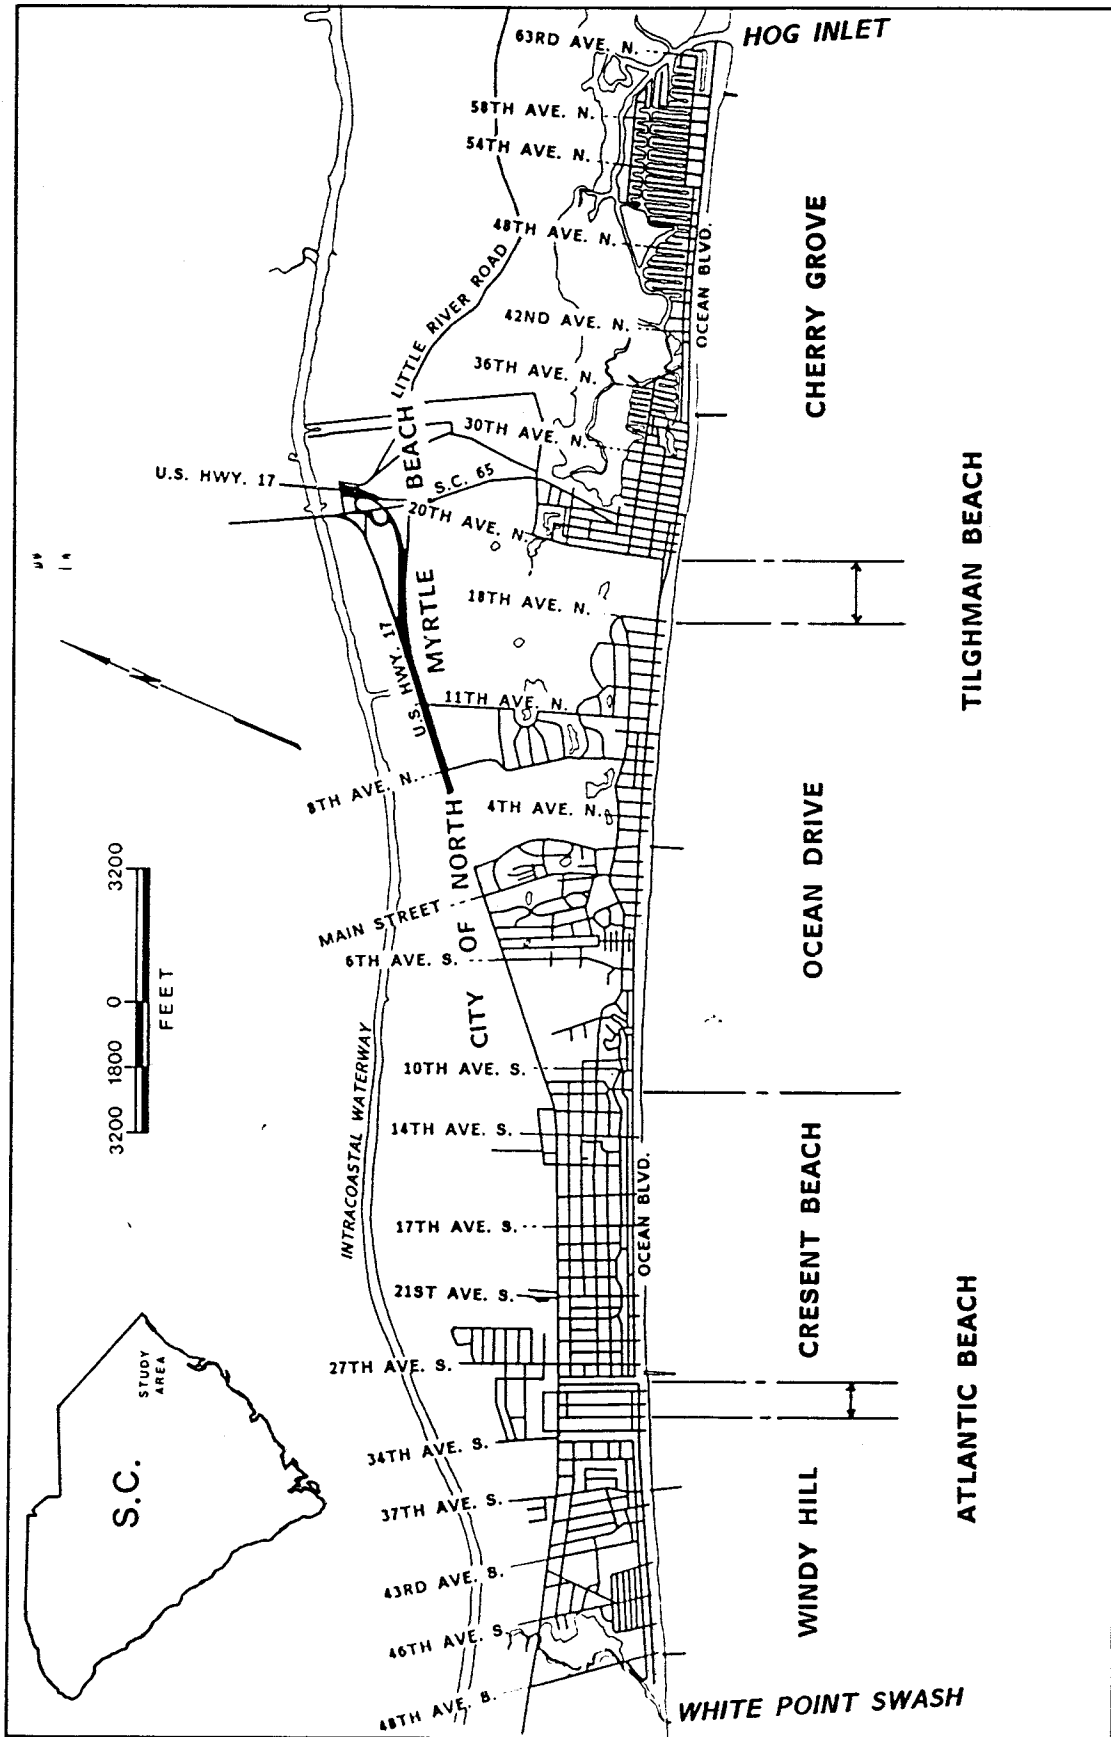 HOG INLET
63RD AVE. N.
58TH AVE. N.
54TH AVE. N.
48TH AVE. N.
OCEAN BLVD.
CHERRY GROVE
LITTLE RIVER ROAD
42ND AVE. N.
36TH AVE. N.
30TH AVE. N.
U.S. HWY. 17
S.C. 65
20TH AVE. N.
TILGHMAN BEACH
18TH AVE. N.
U.S. HWY. 17
11TH AVE. N.
N
8TH AVE. N.
4TH AVE. N.
OCEAN DRIVE
CITY OF NORTH MYRTLE BEACH
MAIN STREET
6TH AVE. S.
3200 1800 0 3200
FEET
INTRACOASTAL WATERWAY
10TH AVE. S.
14TH AVE. S.
OCEAN BLVD.
CRESENT BEACH
17TH AVE. S.
21ST AVE. S.
27TH AVE. S.
ATLANTIC BEACH
STUDY
AREA
S.C.
34TH AVE. S.
37TH AVE. S.
WINDY HILL
43RD AVE. S.
46TH AVE. S.
48TH AVE. S.
WHITE POINT SWASH